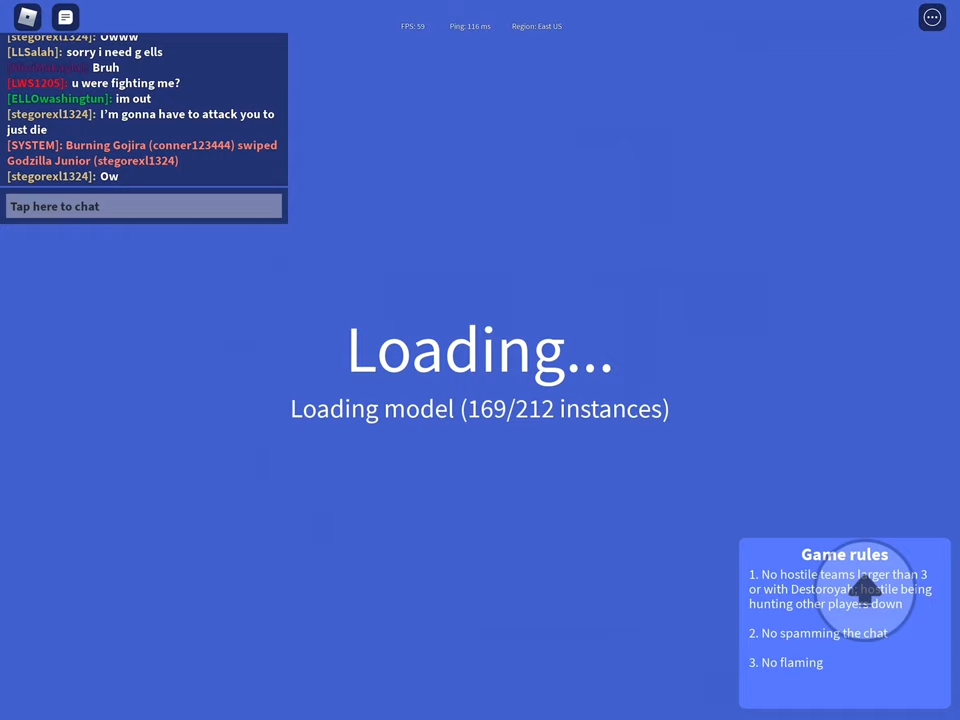 FPS: 59 Ping: 116 ms Region: East US
[stegorexl1324]: Owww
[LLSalah]: sorry i need g ells
Bruh
[LWS1205]: u were fighting me?
[ELLOwashingtun]: im out
[stegorexl1324]: I'm gonna have to attack you to
just die
[SYSTEM]: Burning Gojira (conner123444) swiped
Godzilla Junior (stegorexl1324)
[stegorexl1324]: Ow
Tap here to chat
Loading...
Loading model (169/212 instances)
Game rules
1. No hostile teams larger than 3
or with Destoroyah; hostile being
hunting other players down
2. No spamming the chat
3. No flaming